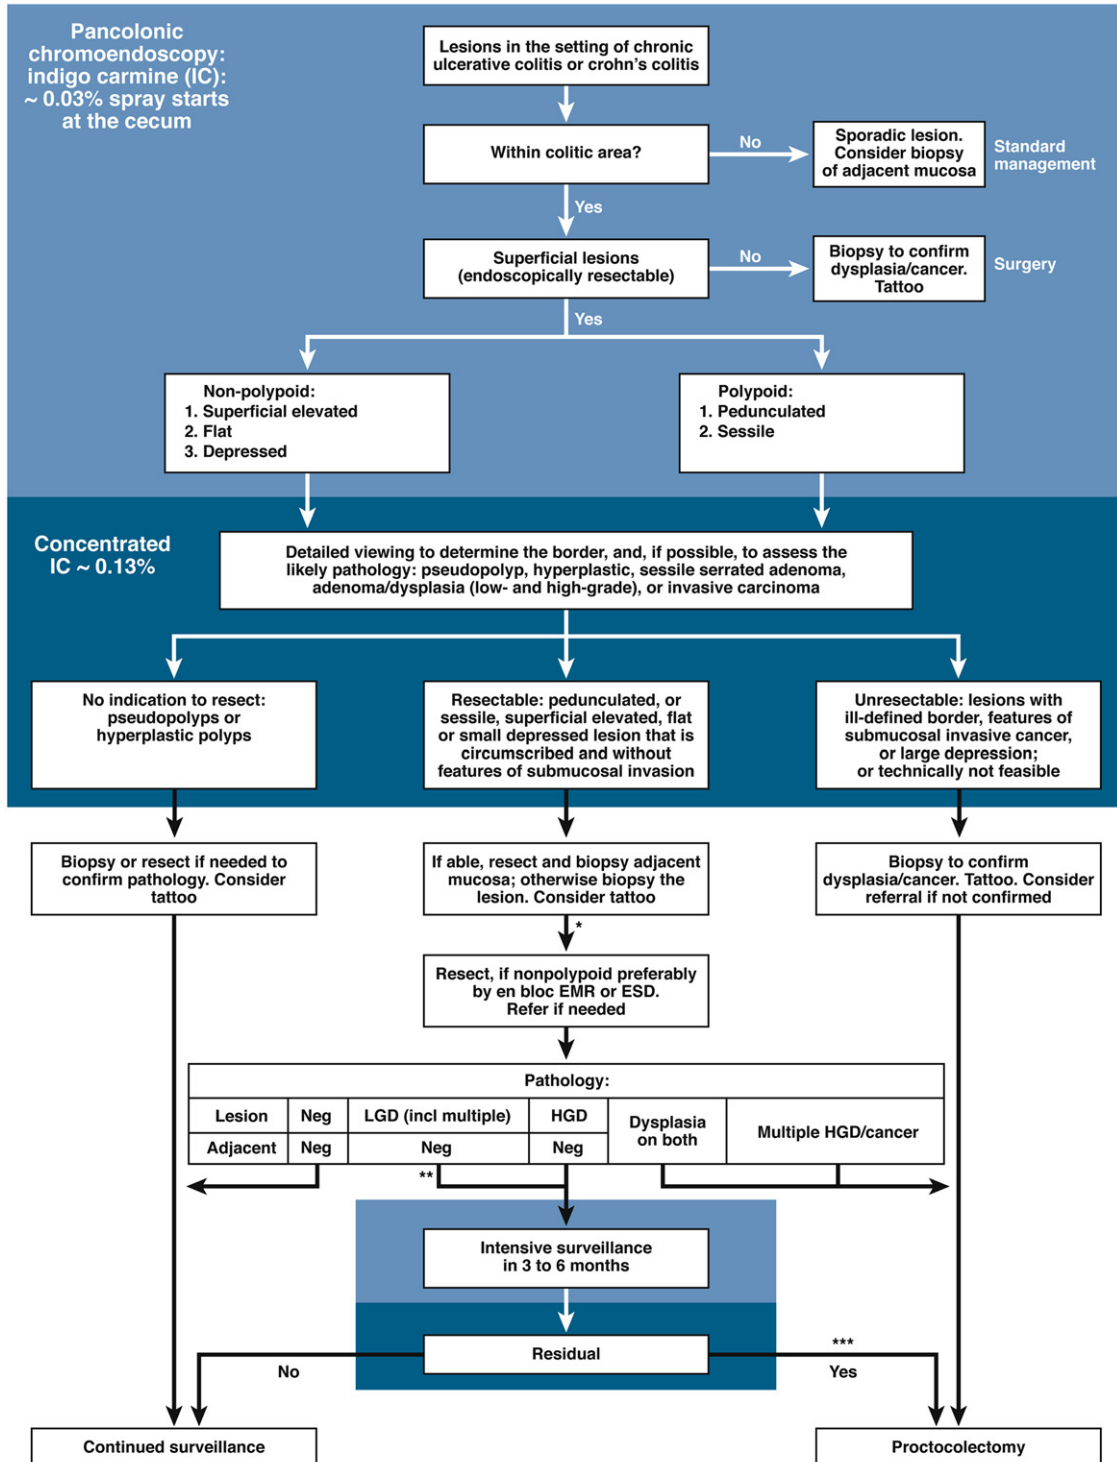 Pancolonic
chromoendoscopy:
indigo carmine (IC):
~ 0.03% spray starts
at the cecum
Lesions in the setting of chronic
ulcerative colitis or crohn's colitis
Within colitic area?
No
Sporadic lesion.
Consider biopsy
of adjacent mucosa
Standard
management
Yes
Superficial lesions
(endoscopically resectable)
No
Biopsy to confirm
dysplasia/cancer.
Tattoo
Surgery
Yes
Non-polypoid:
1. Superficial elevated
2. Flat
3. Depressed
Polypoid:
1. Pedunculated
2. Sessile
Concentrated
IC ~ 0.13%
Detailed viewing to determine the border, and, if possible, to assess the
likely pathology: pseudopolyp, hyperplastic, sessile serrated adenoma,
adenoma/dysplasia (low- and high-grade), or invasive carcinoma
No indication to resect:
pseudopolyps or
hyperplastic polyps
Resectable: pedunculated, or
sessile, superficial elevated, flat
or small depressed lesion that is
circumscribed and without
features of submucosal invasion
Unresectable: lesions with
ill-defined border, features of
submucosal invasive cancer,
or large depression;
or technically not feasible
Biopsy or resect if needed to
confirm pathology. Consider
tattoo
If able, resect and biopsy adjacent
mucosa; otherwise biopsy the
lesion. Consider tattoo
Biopsy to confirm
dysplasia/cancer. Tattoo. Consider
referral if not confirmed
*
Resect, if nonpolypoid preferably
by en bloc EMR or ESD.
Refer if needed
Pathology:
Lesion Neg LGD (incl multiple) HGD Dysplasia
on both Multiple HGD/cancer
Adjacent Neg Neg Neg
**
Intensive surveillance
in 3 to 6 months
Residual
No
***
Yes
Continued surveillance
Proctocolectomy